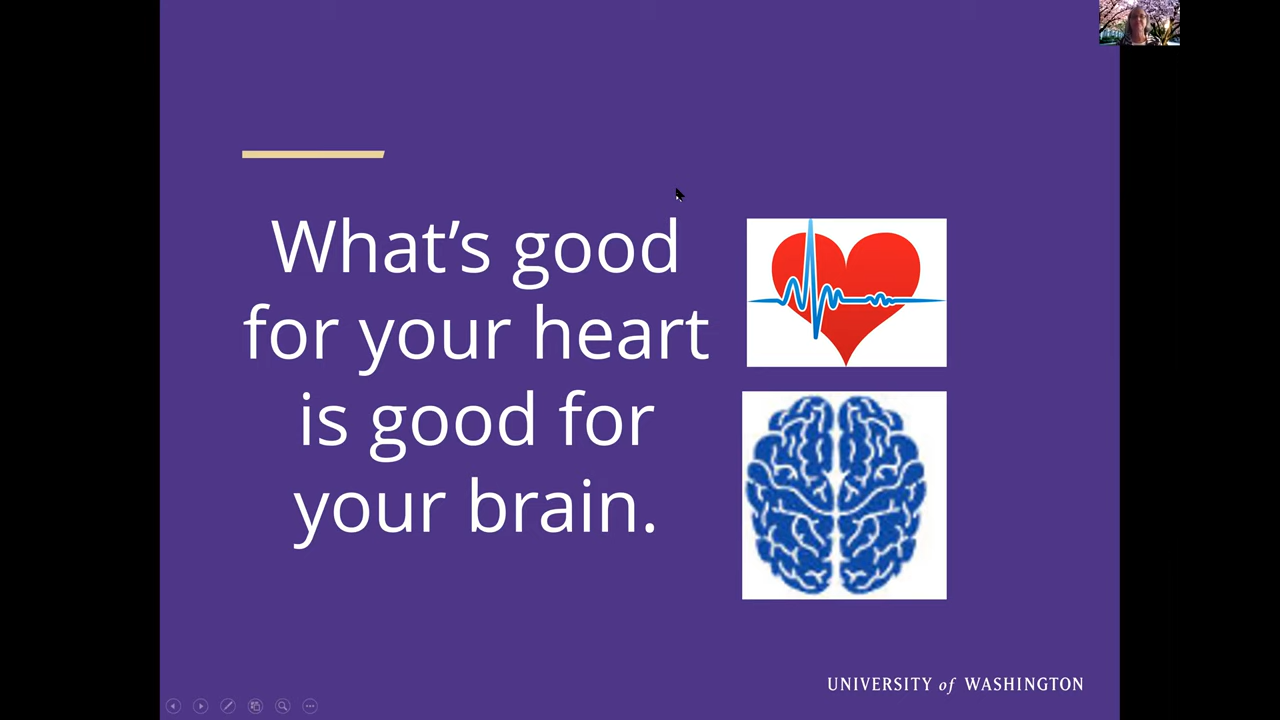 What’s good
for your heart
is good for
your brain.
UNIVERSITY of WASHINGTON